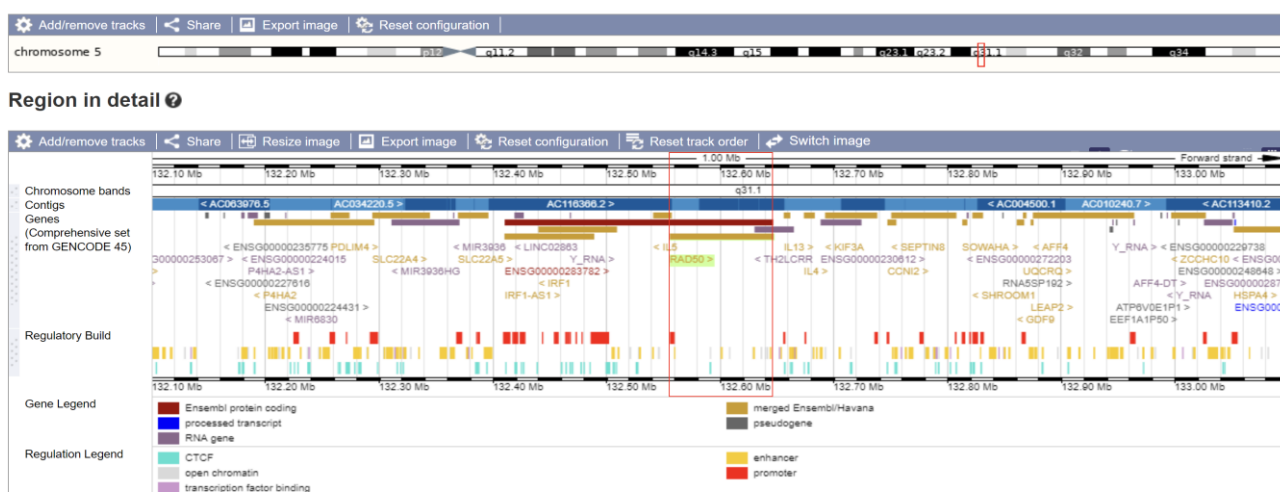 Add/remove tracks Share Export image Reset configuration
chromosome 5 p12 q11.2 q14.3 q15 q23.1 q23.2 q31.1 q32 q34
Region in detail
Add/remove tracks Share Resize image Export image Reset configuration Reset track order Switch image
1.00 Mb Forward strand
132.10 Mb 132.20 Mb 132.30 Mb 132.40 Mb 132.50 Mb 132.60 Mb 132.70 Mb 132.80 Mb 132.90 Mb 133.00 Mb
Chromosome bands q31.1
Contigs < AC063976.5 AC034220.5 > AC116366.2 > < AC004500.1 AC010240.7 > < AC113410.2
Genes
(Comprehensive set
from GENCODE 45)
< ENSG00000235775 PDLIM4 > < MIR3936 < LINC02863 < IL5 IL13 > < KIF3A < SEPTIN8 SOWAHA > < AFF4 Y_RNA > < ENSG00000229738
G00000253067 > < ENSG00000224015 SLC22A4 > SLC22A5 > Y_RNA > RAD50 > < TH2LCRR ENSG00000230612 > < ENSG00000272203 < ZCCHC10 < ENSG
P4HA2-AS1 > < MIR3936HG ENSG00000283782 > IL4 > CCNI2 > UQCRQ > ENSG00000248648 >
< ENSG00000227616 < IRF1 RNA5SP192 > AFF4-DT > < ENSG00000287
< P4HA2 IRF1-AS1 > < SHROOM1 < Y_RNA HSPA4 >
ENSG00000224431 > LEAP2 > ATP6V0E1P1 > ENSG00
< MIR6830 < GDF9 EEF1A1P50 >
Regulatory Build
132.10 Mb 132.20 Mb 132.30 Mb 132.40 Mb 132.50 Mb 132.60 Mb 132.70 Mb 132.80 Mb 132.90 Mb 133.00 Mb
Gene Legend
Ensembl protein coding merged Ensembl/Havana
processed transcript pseudogene
RNA gene
Regulation Legend
CTCF enhancer
open chromatin promoter
transcription factor binding